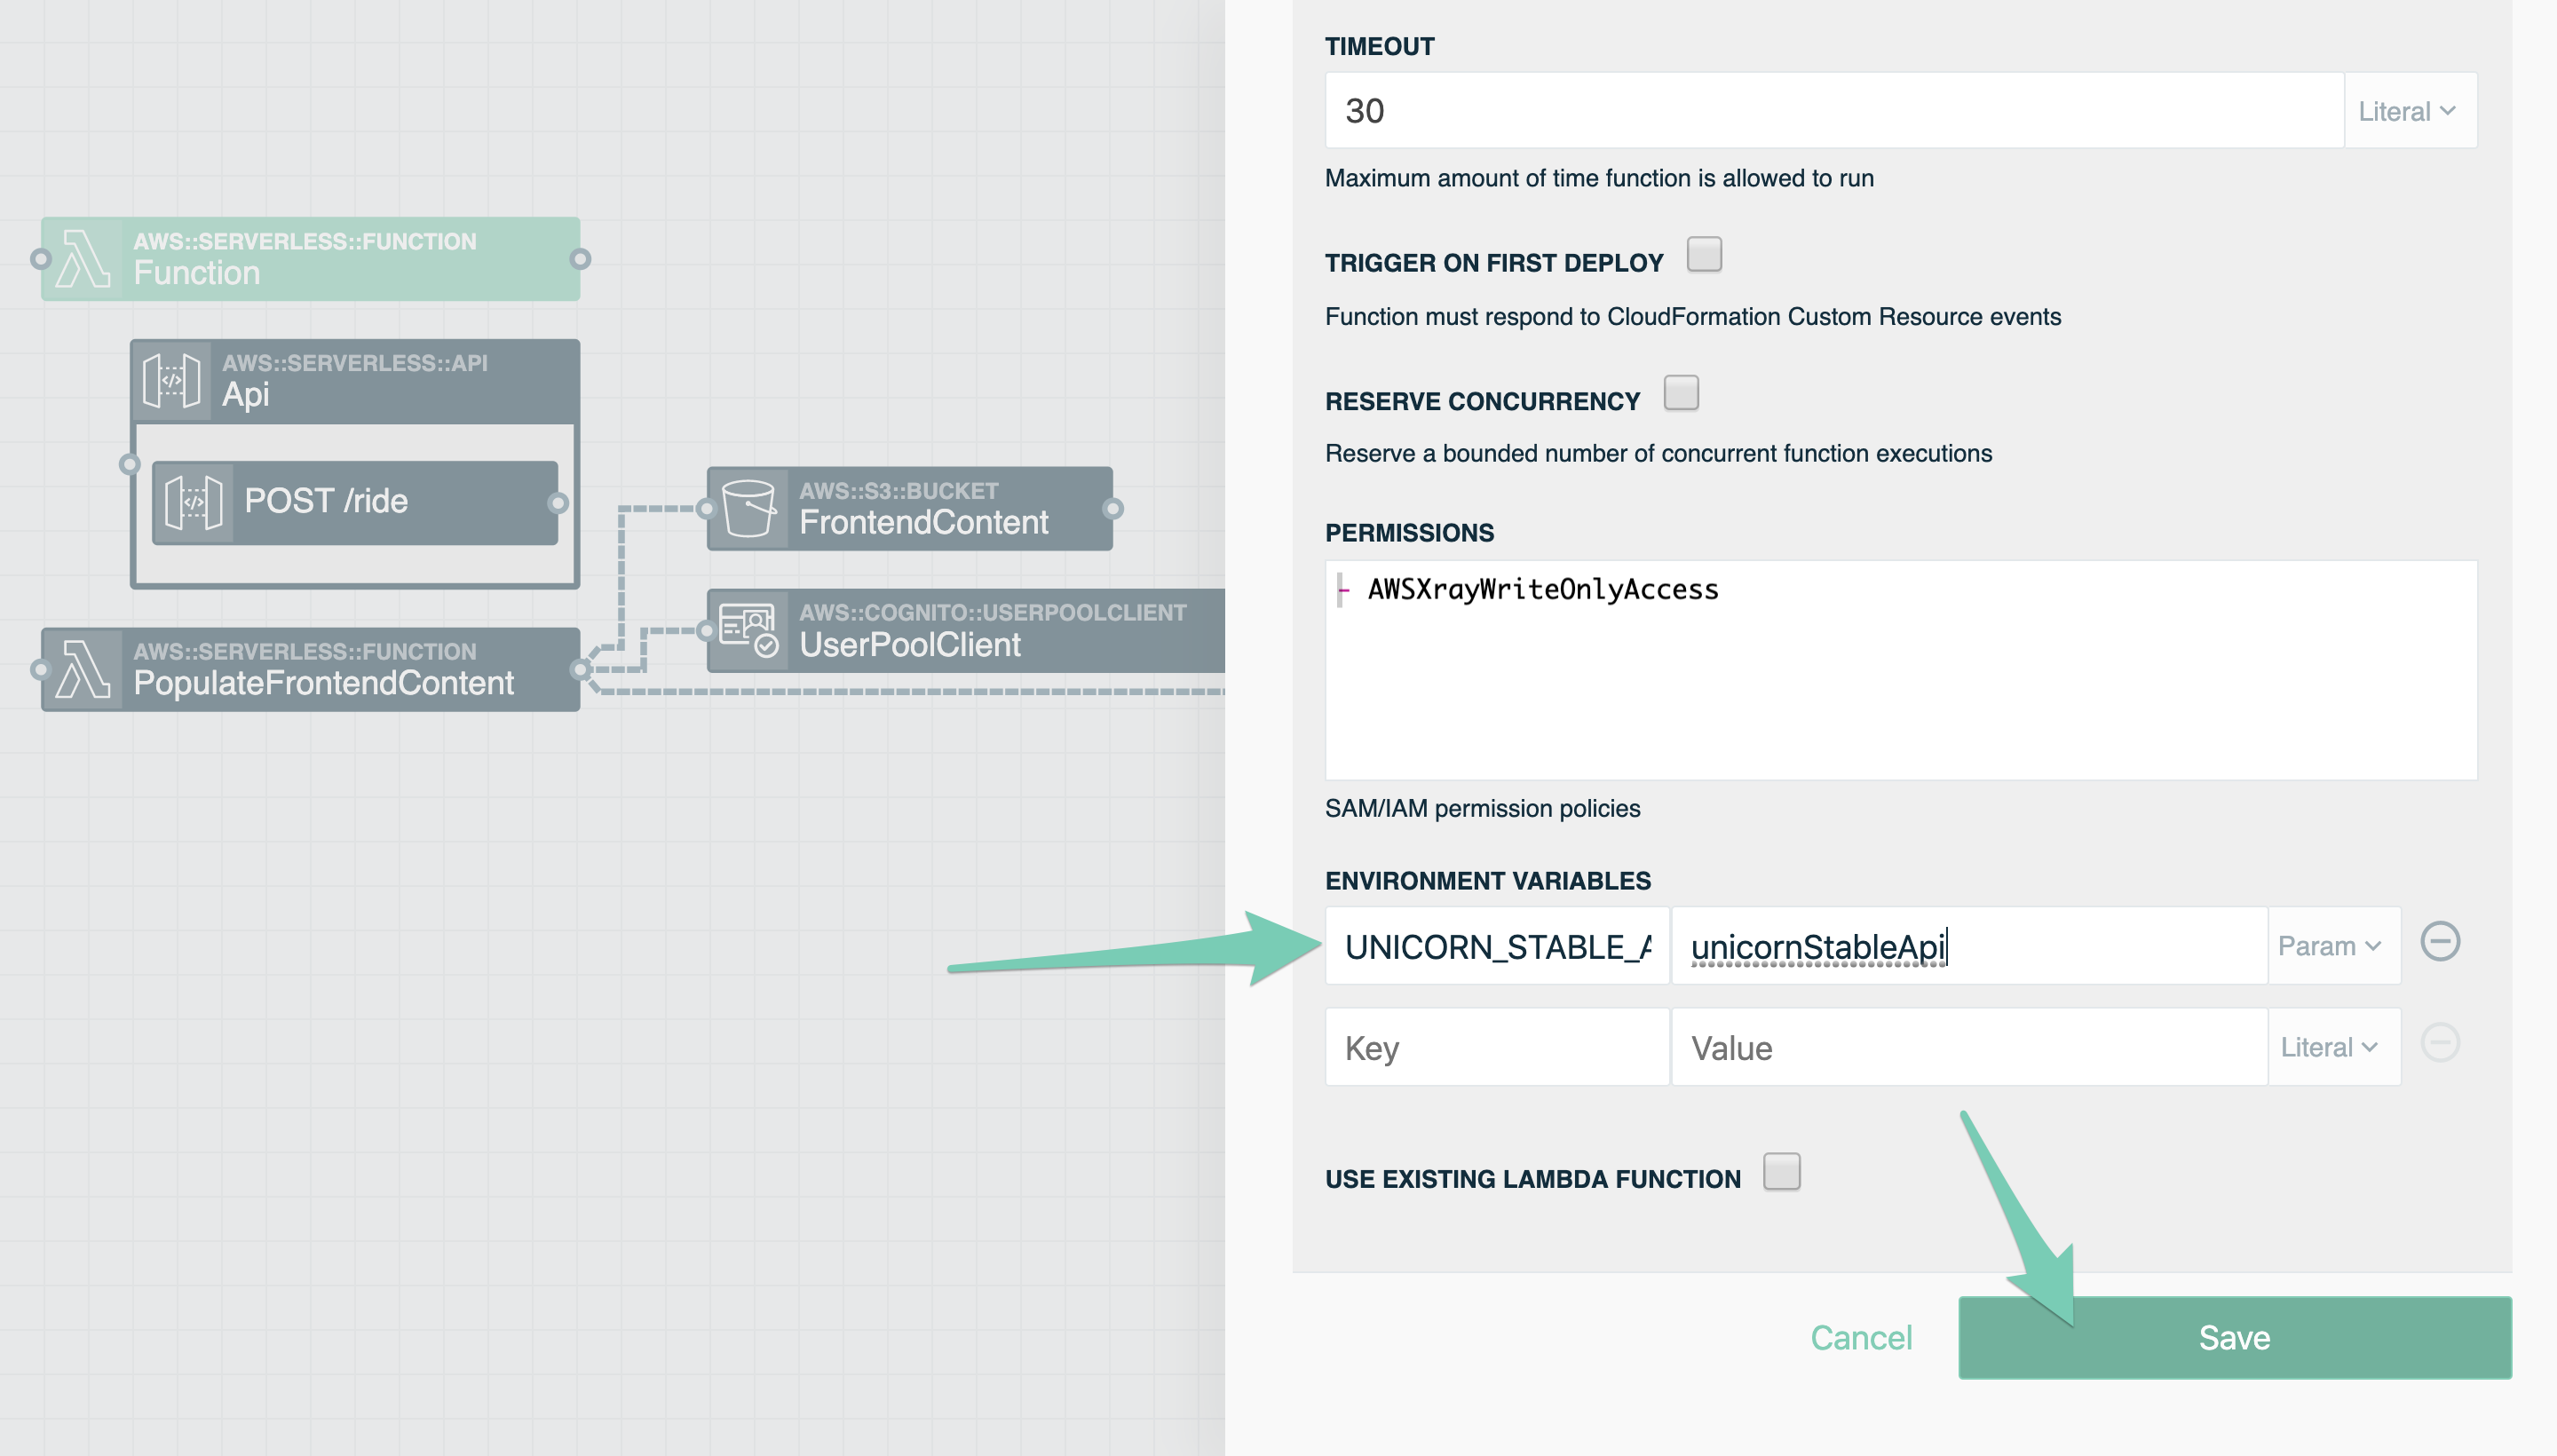 AWS::SERVERLESS::FUNCTION
Function
AWS::SERVERLESS::API
Api
POST /ride
AWS::S3::BUCKET
FrontendContent
AWS::COGNITO::USERPOOLCLIENT
UserPoolClient
AWS::SERVERLESS::FUNCTION
PopulateFrontendContent
TIMEOUT
30 Literal
Maximum amount of time function is allowed to run
TRIGGER ON FIRST DEPLOY
Function must respond to CloudFormation Custom Resource events
RESERVE CONCURRENCY
Reserve a bounded number of concurrent function executions
PERMISSIONS
- AWSXrayWriteOnlyAccess
SAM/IAM permission policies
ENVIRONMENT VARIABLES
UNICORN_STABLE_A unicornStableApi Param
Key Value Literal
USE EXISTING LAMBDA FUNCTION
Cancel Save